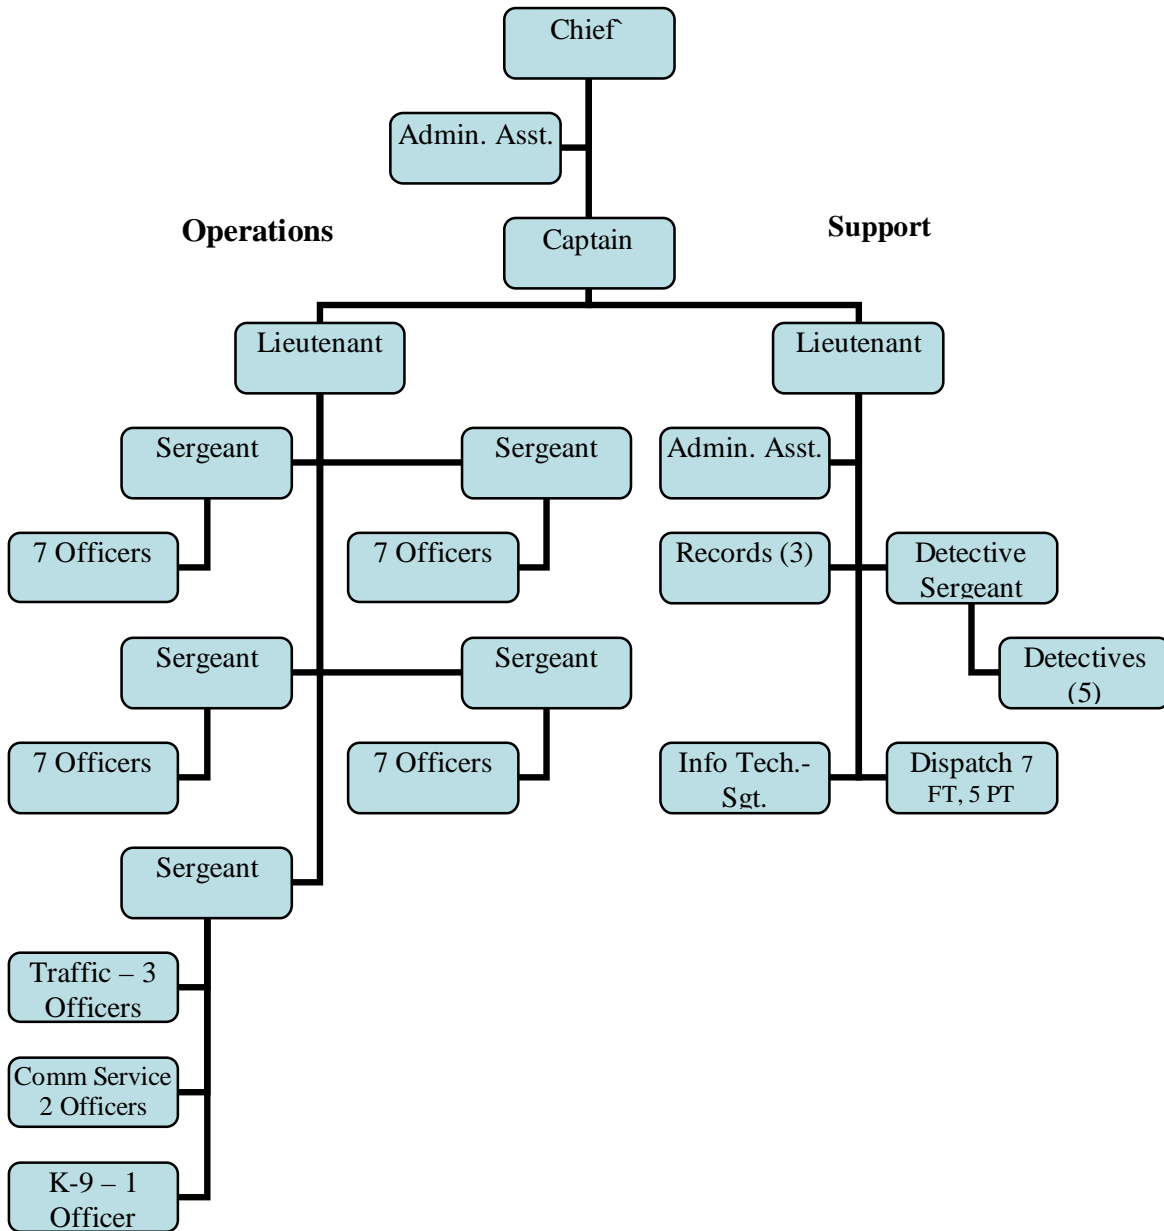 Chief`
Admin. Asst.
Operations
Support
Captain
Lieutenant
Lieutenant
Sergeant
Sergeant
Admin. Asst.
7 Officers
7 Officers
Records (3)
Detective
Sergeant
Sergeant
Sergeant
Detectives
(5)
7 Officers
7 Officers
Info Tech.-
Sgt.
Dispatch 7
FT, 5 PT
Sergeant
Traffic – 3
Officers
Comm Service
2 Officers
K-9 – 1
Officer